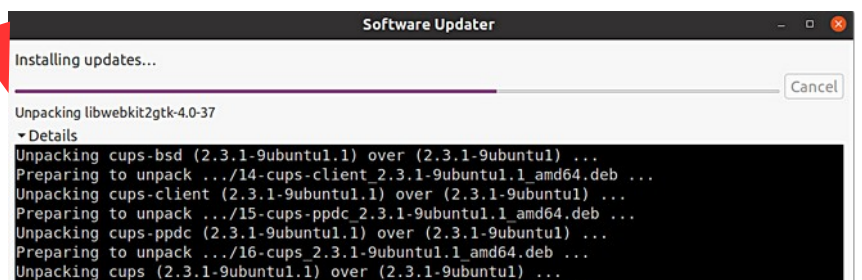 Software Updater
Installing updates...
Cancel
Unpacking libwebkit2gtk-4.0-37
Details
Unpacking cups-bsd (2.3.1-9ubuntu1.1) over (2.3.1-9ubuntu1) ...
Preparing to unpack .../14-cups-client_2.3.1-9ubuntu1.1_amd64.deb ...
Unpacking cups-client (2.3.1-9ubuntu1.1) over (2.3.1-9ubuntu1) ...
Preparing to unpack .../15-cups-ppdc_2.3.1-9ubuntu1.1_amd64.deb ...
Unpacking cups-ppdc (2.3.1-9ubuntu1.1) over (2.3.1-9ubuntu1) ...
Preparing to unpack .../16-cups_2.3.1-9ubuntu1.1_amd64.deb ...
Unpacking cups (2.3.1-9ubuntu1.1) over (2.3.1-9ubuntu1) ...